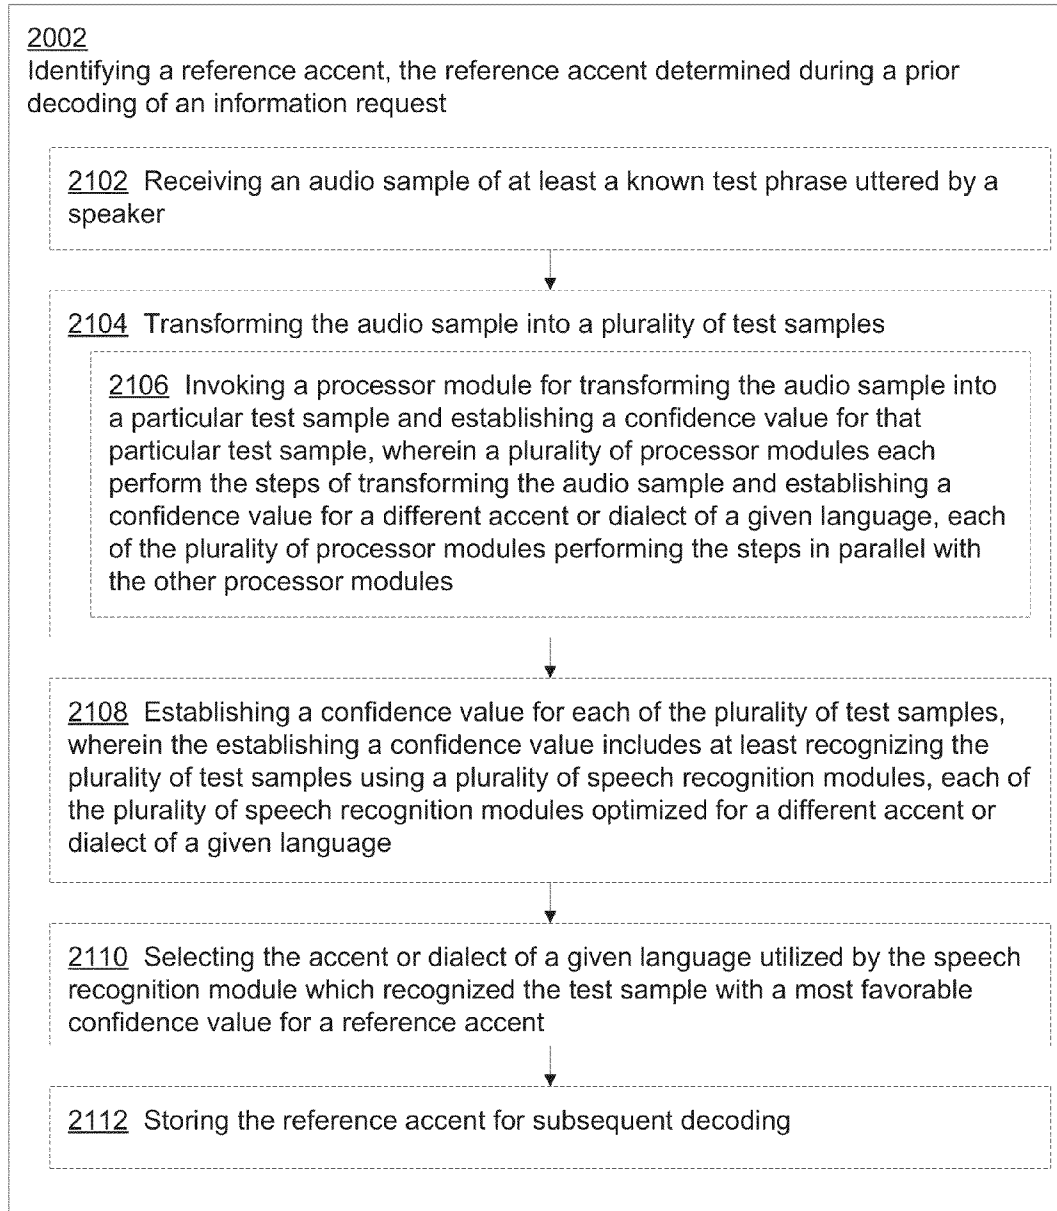 2002
Identifying a reference accent, the reference accent determined during a prior
decoding of an information request
2102 Receiving an audio sample of at least a known test phrase uttered by a
speaker
2104 Transforming the audio sample into a plurality of test samples
2106 Invoking a processor module for transforming the audio sample into
a particular test sample and establishing a confidence value for that
particular test sample, wherein a plurality of processor modules each
perform the steps of transforming the audio sample and establishing a
confidence value for a different accent or dialect of a given language, each
of the plurality of processor modules performing the steps in parallel with
the other processor modules
2108 Establishing a confidence value for each of the plurality of test samples,
wherein the establishing a confidence value includes at least recognizing the
plurality of test samples using a plurality of speech recognition modules, each of
the plurality of speech recognition modules optimized for a different accent or
dialect of a given language
2110 Selecting the accent or dialect of a given language utilized by the speech
recognition module which recognized the test sample with a most favorable
confidence value for a reference accent
2112 Storing the reference accent for subsequent decoding